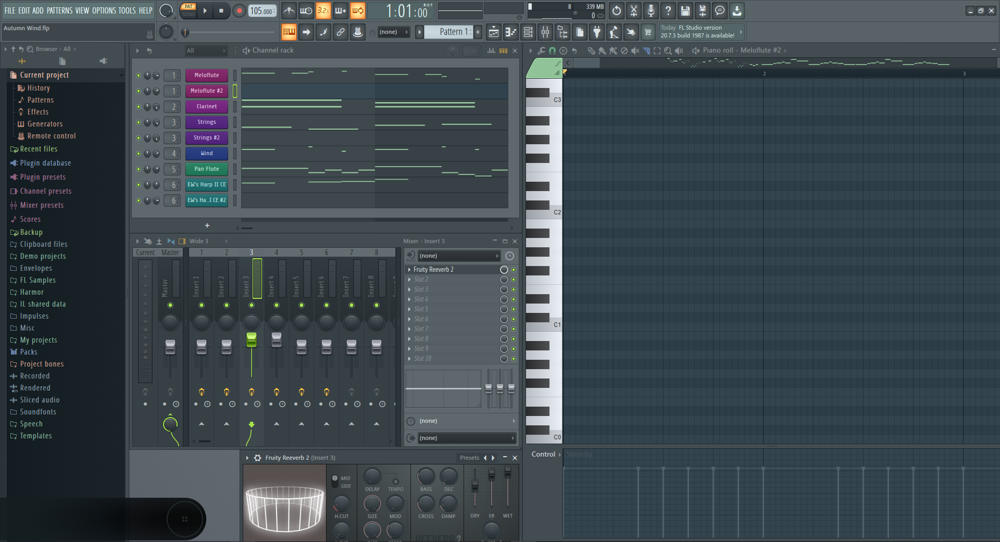 FILE EDIT ADD PATTERNS VIEW OPTIONS TOOLS HELP
PAT
SONG
105.000
3.2.
1:01:00
B:S:T
8
339 MB
0
Autumn Wind.flp
(none)
Pattern 1
+
Today FL Studio version
20.7.3 build 1987 is available!
Browser - All
Current project
History
Patterns
Effects
Generators
Remote control
Recent files
Plugin database
Plugin presets
Channel presets
Mixer presets
Scores
Backup
Clipboard files
Demo projects
Envelopes
FL Samples
Harmor
IL shared data
Impulses
Misc
My projects
Packs
Project bones
Recorded
Rendered
Sliced audio
Soundfonts
Speech
Templates
All
Channel rack
1 Meloflute
1 Meloflute #2
2 Clarinet
3 Strings
3 Strings #2
4 Wind
5 Pan Flute
6 EW's Harp II CE
6 EW's Ha..I CE #2
+
Wide 3
Mixer - Insert 3
Current Master 1 2 3 4 5 6 7 8
Master
Insert 1
Insert 2
Insert 3
Insert 4
Insert 5
Insert 6
Insert 7
Insert 8
POST
(none)
Fruity Reeverb 2
Slot 2
Slot 3
Slot 4
Slot 5
Slot 6
Slot 7
Slot 8
Slot 9
Slot 10
(none)
(none)
Fruity Reeverb 2 (Insert 3)
Presets
MID
SIDE
H.CUT
DELAY
TEMPO
SIZE
MOD
BASS
DEC
CROSS
DAMP
DRY
ER
WET
REEVERB 2
Piano roll - Meloflute #2
1
2
3
C3
C2
C1
C0
Control
Velocity